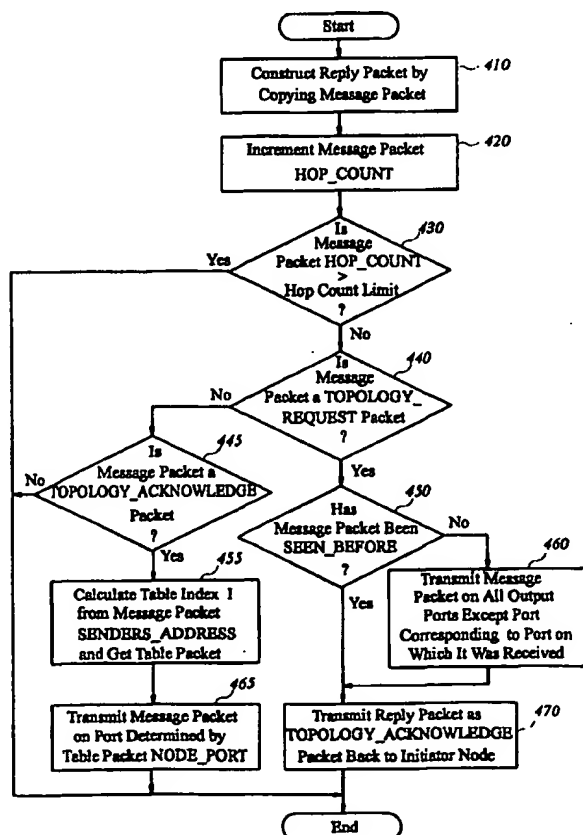 Start
410
Construct Reply Packet by
Copying Message Packet
420
Increment Message Packet
HOP_COUNT
430
Is
Message
Packet HOP_COUNT
>
Hop Count Limit
?
Yes
No
440
Is
Message
Packet a TOPOLOGY_
REQUEST Packet
?
No
Yes
445
Is
Message Packet a
TOPOLOGY_ACKNOWLEDGE
Packet
?
No
Yes
450
Has
Message Packet Been
SEEN_BEFORE
?
No
Yes
455
Calculate Table Index I
from Message Packet
SENDERS_ADDRESS
and Get Table Packet
460
Transmit Message
Packet on All Output
Ports Except Port
Corresponding to Port on
Which It Was Received
465
Transmit Message Packet
on Port Determined by
Table Packet NODE_PORT
470
Transmit Reply Packet as
TOPOLOGY_ACKNOWLEDGE
Packet Back to Initiator Node
End